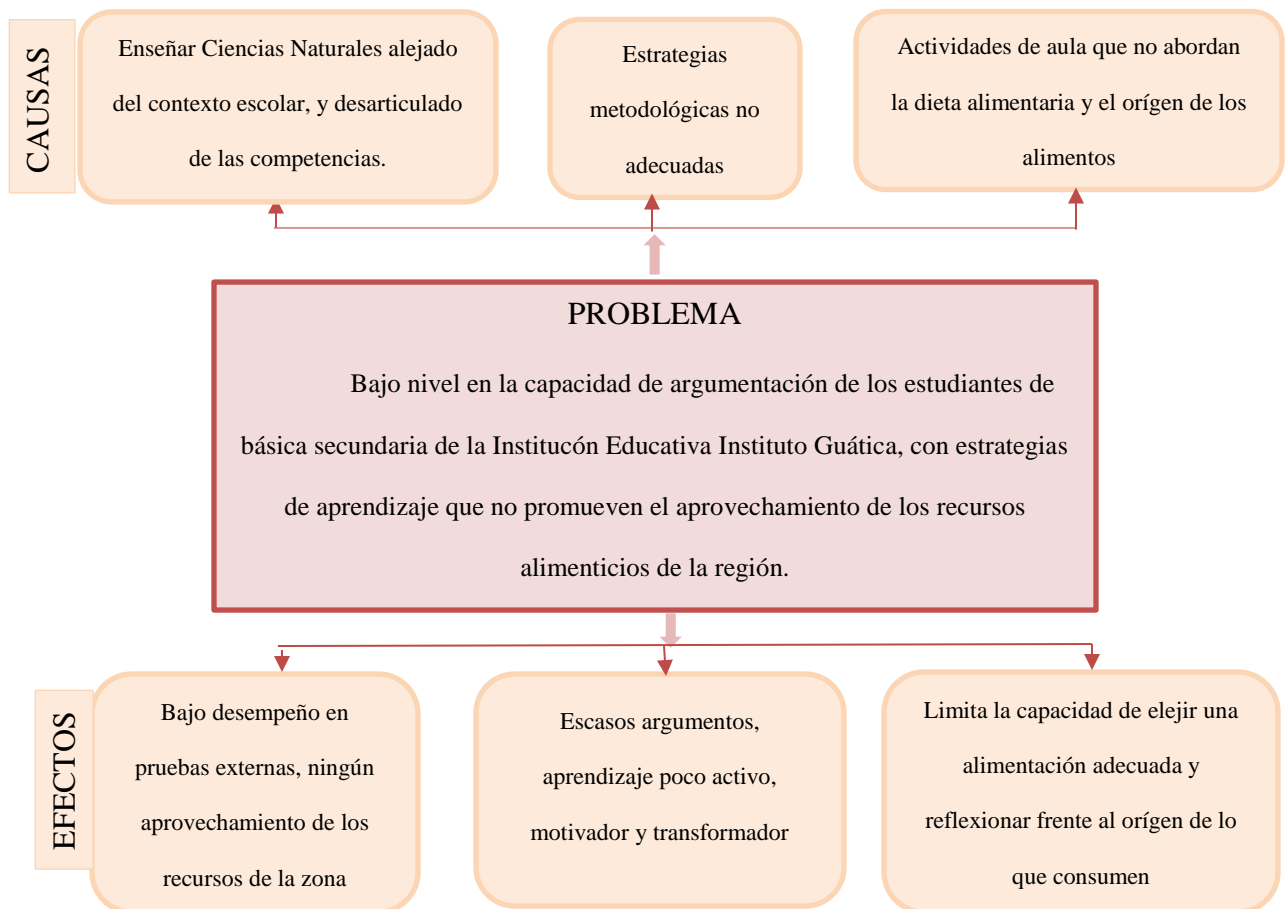 CAUSAS
Enseñar Ciencias Naturales alejado
del contexto escolar, y desarticulado
de las competencias.
Estrategias
metodológicas no
adecuadas
Actividades de aula que no abordan
la dieta alimentaria y el orígen de los
alimentos
PROBLEMA
Bajo nivel en la capacidad de argumentación de los estudiantes de
básica secundaria de la Institucón Educativa Instituto Guática, con estrategias
de aprendizaje que no promueven el aprovechamiento de los recursos
alimenticios de la región.
EFECTOS
Bajo desempeño en
pruebas externas, ningún
aprovechamiento de los
recursos de la zona
Escasos argumentos,
aprendizaje poco activo,
motivador y transformador
Limita la capacidad de elejir una
alimentación adecuada y
reflexionar frente al orígen de lo
que consumen